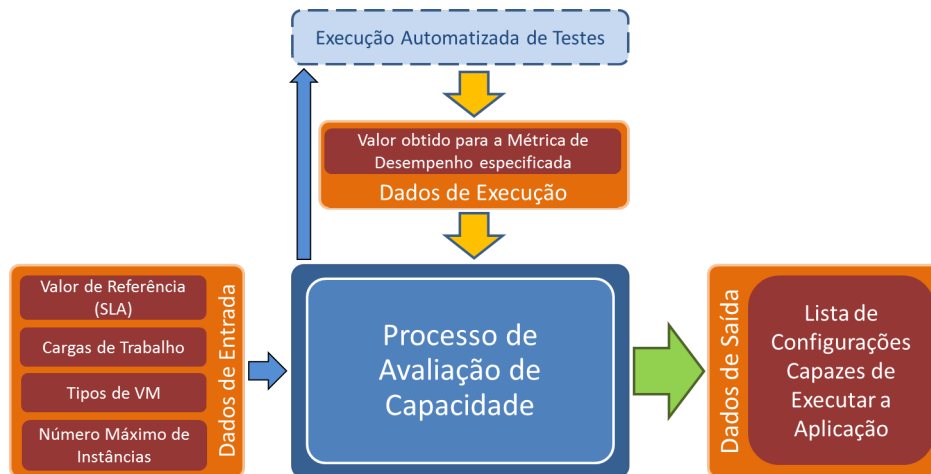 Execução Automatizada de Testes
Valor obtido para a Métrica de
Desempenho especificada
Dados de Execução
Valor de Referência
(SLA)
Cargas de Trabalho
Tipos de VM
Número Máximo de
Instâncias
Dados de Entrada
Processo de
Avaliação de
Capacidade
Dados de Saída
Lista de
Configurações
Capazes de
Executar a
Aplicação